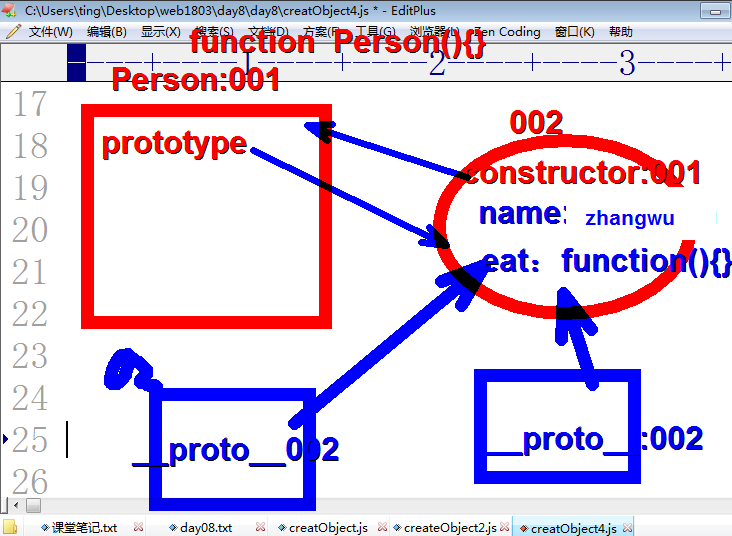 C:\Users\ting\Desktop\web1803\day8\day8\creatObject4.js * - EditPlus
文件(W) 编辑(B) 显示(X) 搜索(S) 文档(D) 方案(F) 工具(G) 浏览器(L) Zen Coding 窗口(K) 帮助
function Person(){}
1 2 3
Person:001
17
002
18
prototype
constructor:001
19
name: zhangwu
20
eat：function(){}
21
22
23
24
25
__proto__002
__proto__:002
26
课堂笔记.txt day08.txt creatObject.js createObject2.js creatObject4.js